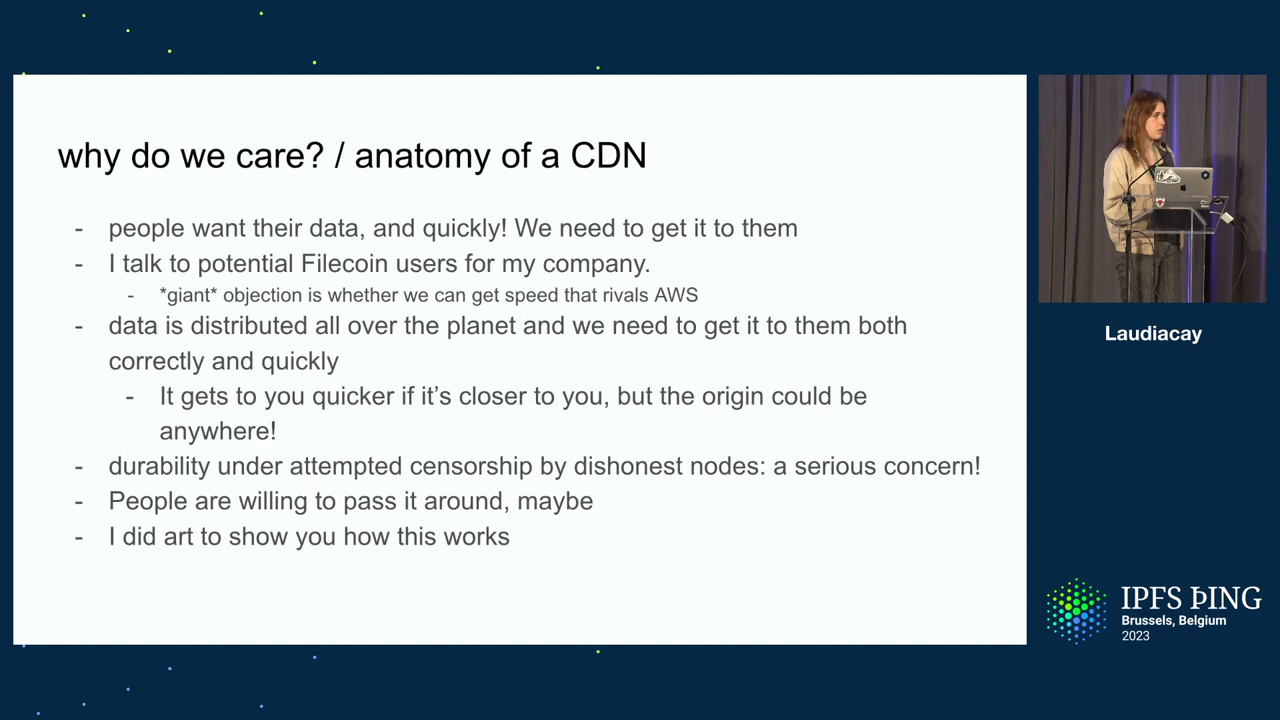 why do we care? / anatomy of a CDN
- people want their data, and quickly! We need to get it to them
- I talk to potential Filecoin users for my company.
- *giant* objection is whether we can get speed that rivals AWS
- data is distributed all over the planet and we need to get it to them both
correctly and quickly
- It gets to you quicker if it’s closer to you, but the origin could be
anywhere!
- durability under attempted censorship by dishonest nodes: a serious concern!
- People are willing to pass it around, maybe
- I did art to show you how this works
Laudiacay
IPFS ÞING
Brussels, Belgium
2023